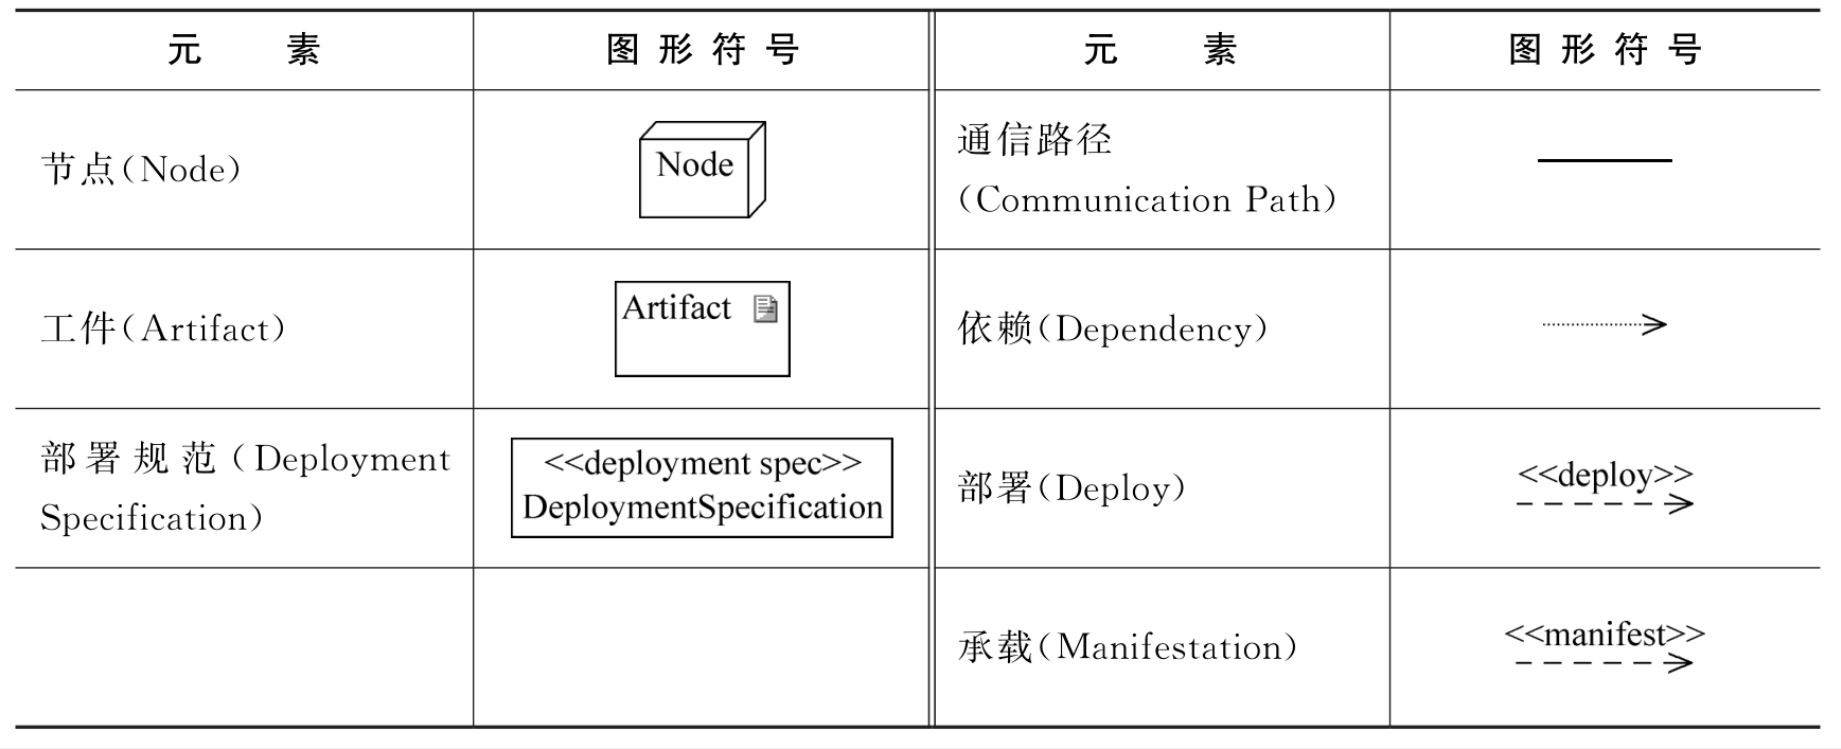 元 素 图 形 符 号 元 素 图 形 符 号
节点(Node) Node 通信路径
(Communication Path)
工件(Artifact) Artifact 依赖(Dependency)
部署规范(Deployment
Specification) <<deployment spec>>
DeploymentSpecification 部署(Deploy) <<deploy>>
承载(Manifestation) <<manifest>>